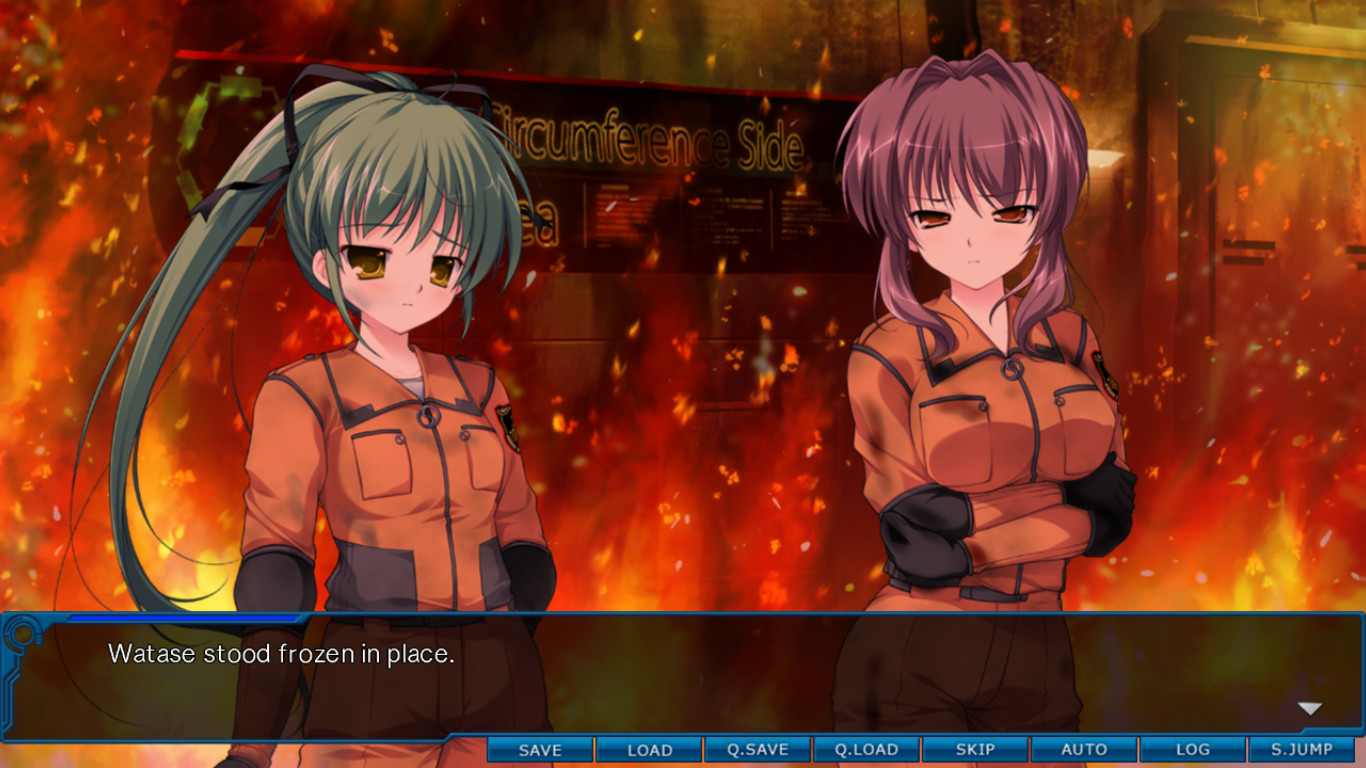 Circumference Side
Watase stood frozen in place.
SAVE
LOAD
Q.SAVE
Q.LOAD
SKIP
AUTO
LOG
S.JUMP